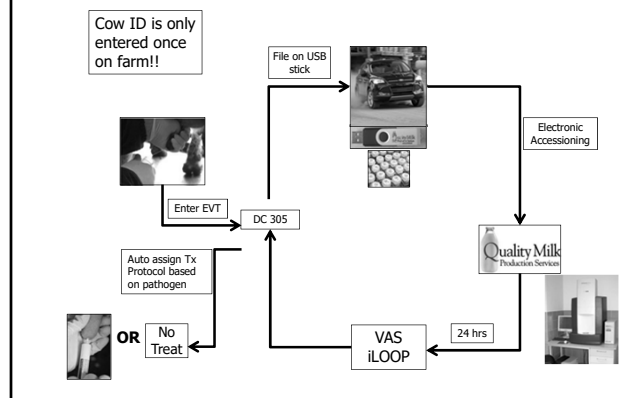 Cow ID is only
entered once
on farm!!
File on USB
stick
Electronic
Accessioning
Enter EVT
DC 305
Auto assign Tx
Protocol based
on pathogen
Quality Milk
Production Services
OR
No
Treat
VAS
iLOOP
24 hrs